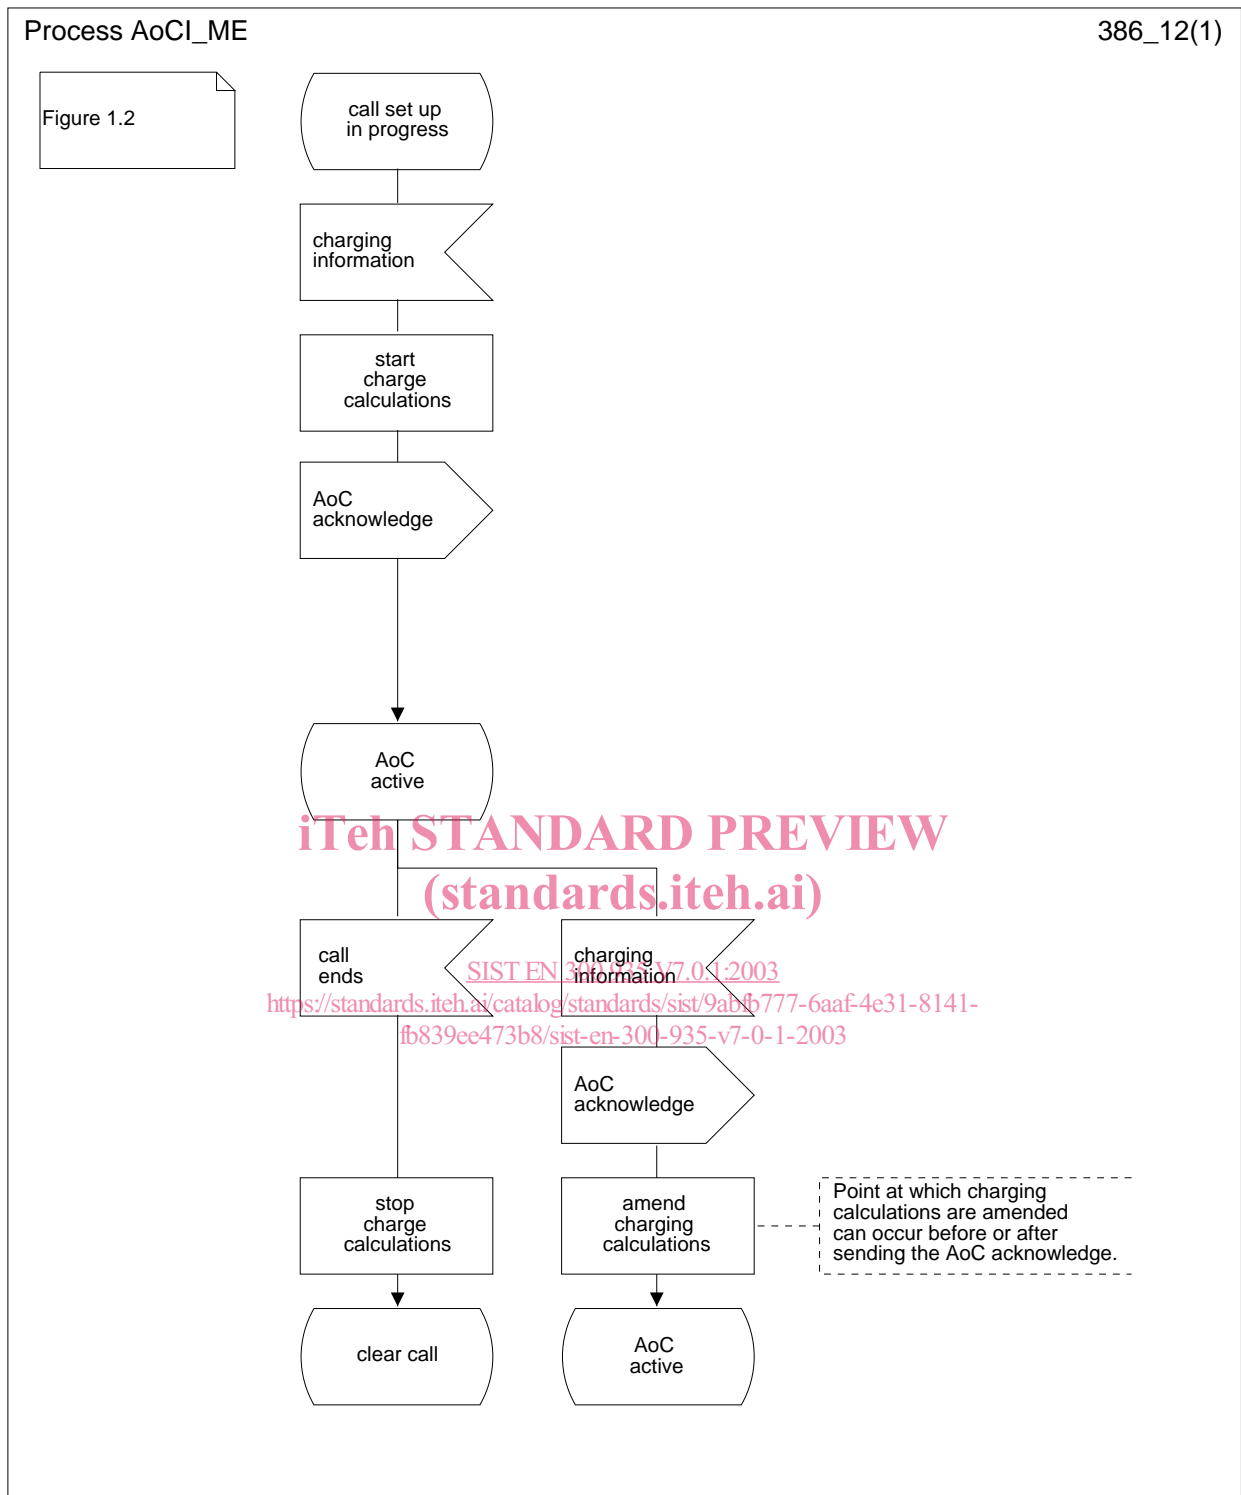 Process AoCI_ME
386_12(1)
Figure 1.2
call set up
in progress
charging
information
start
charge
calculations
AoC
acknowledge
AoC
active
iTeh STANDARD PREVIEW
(standards.iteh.ai)
call
ends
charging
information
SIST EN 300 935 V7.0.1:2003
https://standards.iteh.ai/catalog/standards/sist/9abfb777-6aaf-4e31-8141-
fb839ee473b8/sist-en-300-935-v7-0-1-2003
AoC
acknowledge
stop
charge
calculations
amend
charging
calculations
Point at which charging
calculations are amended
can occur before or after
sending the AoC acknowledge.
clear call
AoC
active